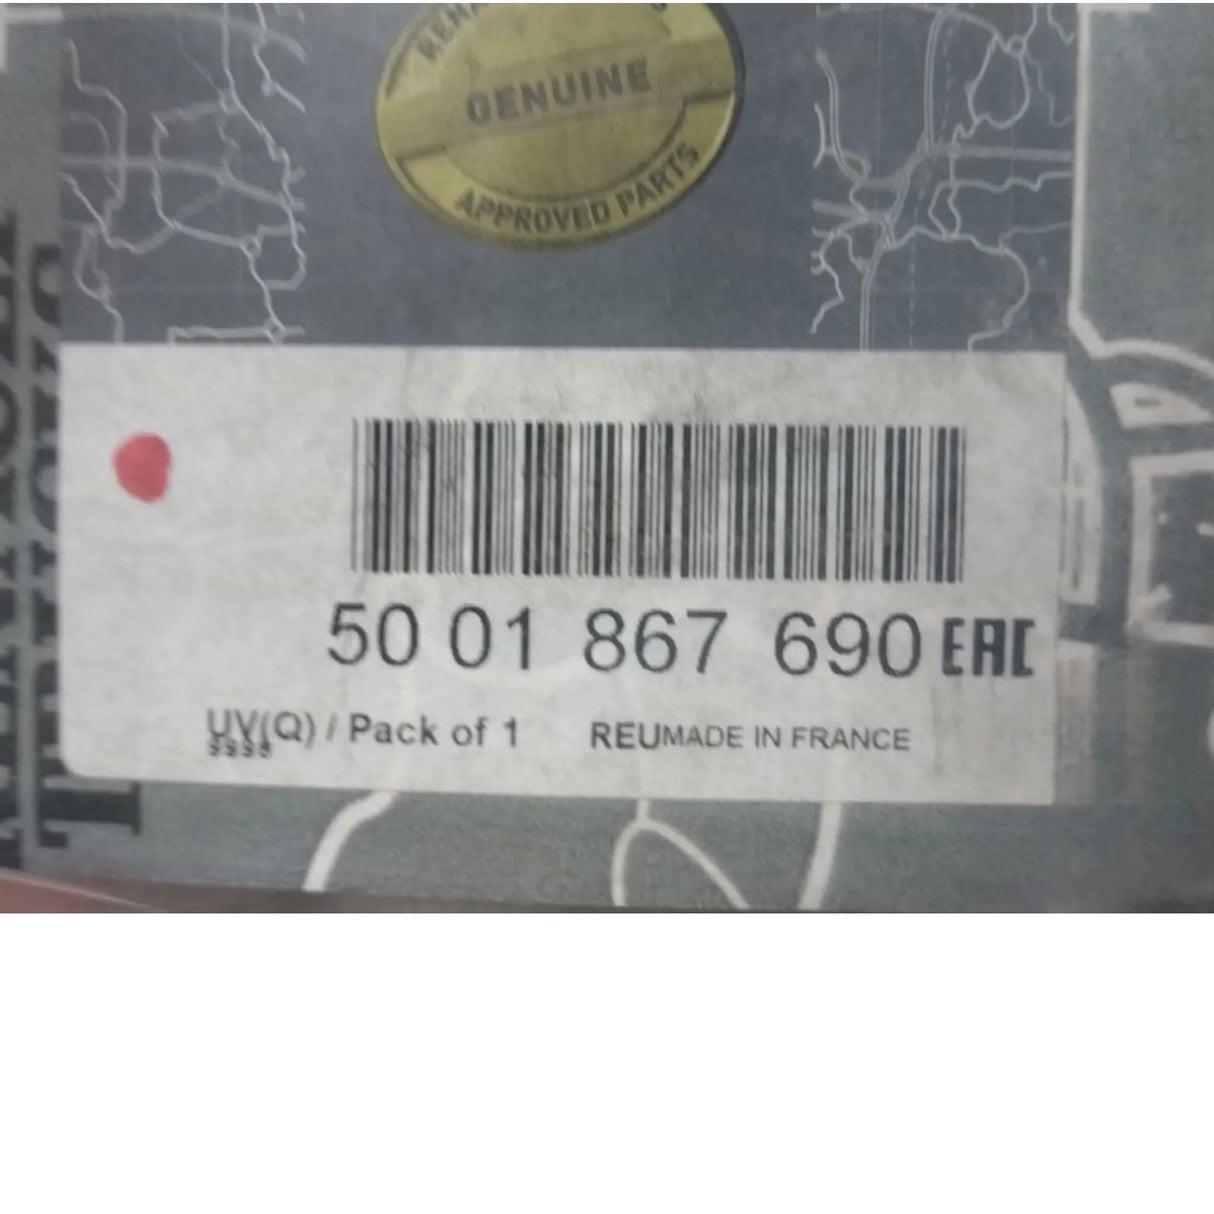 GENUINE
APPROVED PARTS
50 01 867 690 EAC
UV(Q) / Pack of 1 REUMADE IN FRANCE